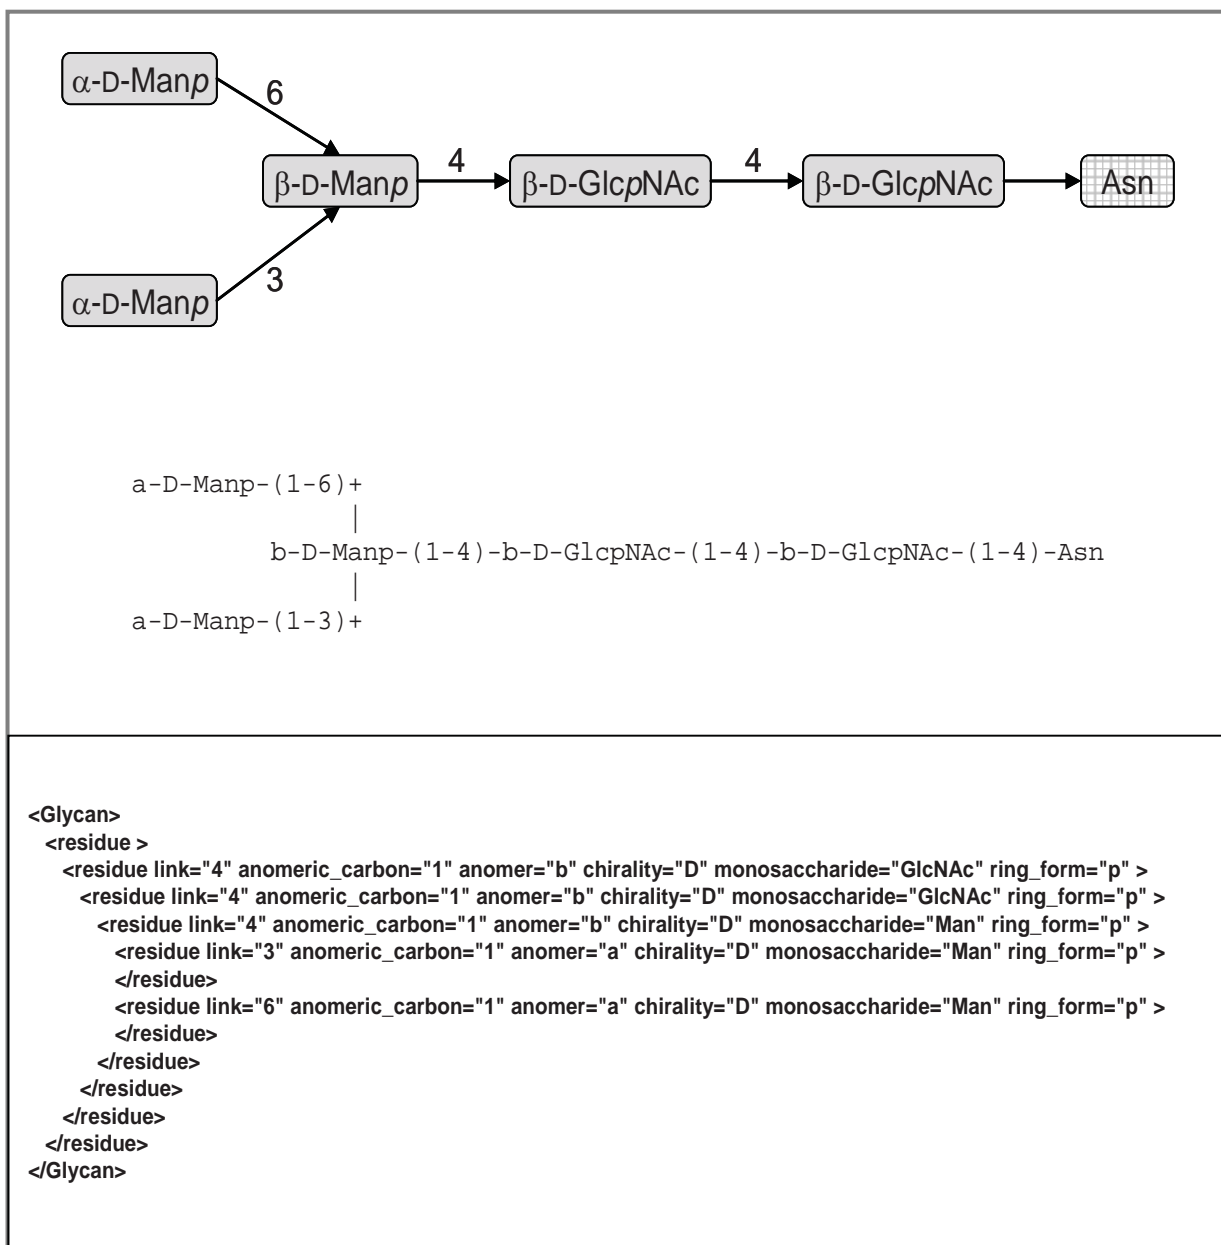 α-D-Manp
6
β-D-Manp
4
β-D-GlcpNAc
4
β-D-GlcpNAc
Asn
3
α-D-Manp
a-D-Manp-(1-6)+
|
b-D-Manp-(1-4)-b-D-GlcpNAc-(1-4)-b-D-GlcpNAc-(1-4)-Asn
|
a-D-Manp-(1-3)+
<Glycan>
<residue >
<residue link="4" anomeric_carbon="1" anomer="b" chirality="D" monosaccharide="GlcNAc" ring_form="p" >
<residue link="4" anomeric_carbon="1" anomer="b" chirality="D" monosaccharide="GlcNAc" ring_form="p" >
<residue link="4" anomeric_carbon="1" anomer="b" chirality="D" monosaccharide="Man" ring_form="p" >
<residue link="3" anomeric_carbon="1" anomer="a" chirality="D" monosaccharide="Man" ring_form="p" >
</residue>
<residue link="6" anomeric_carbon="1" anomer="a" chirality="D" monosaccharide="Man" ring_form="p" >
</residue>
</residue>
</residue>
</residue>
</residue>
</Glycan>